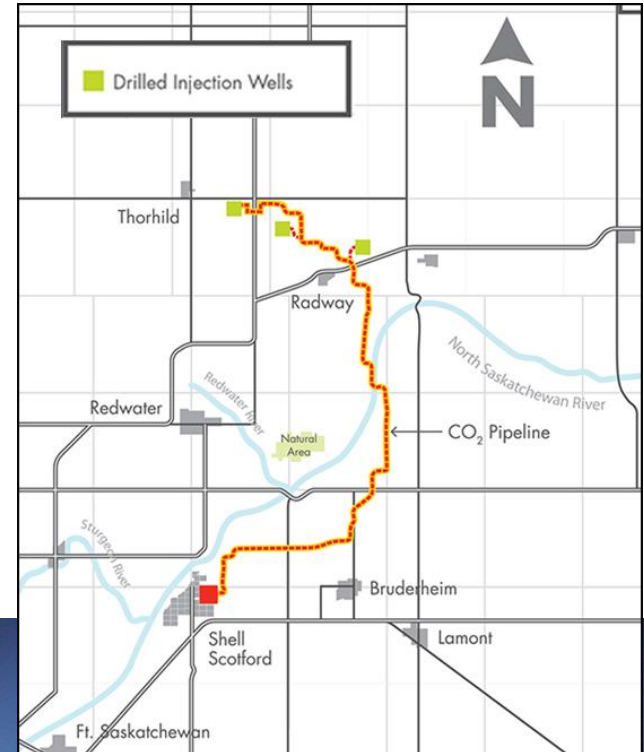 Drilled Injection Wells
N
Thorhild
Radway
North Saskatchewan River
Redwater River
Redwater
Natural
Area
CO₂ Pipeline
Sturgeon River
Bruderheim
Shell
Scotford
Lamont
Ft. Saskatchewan